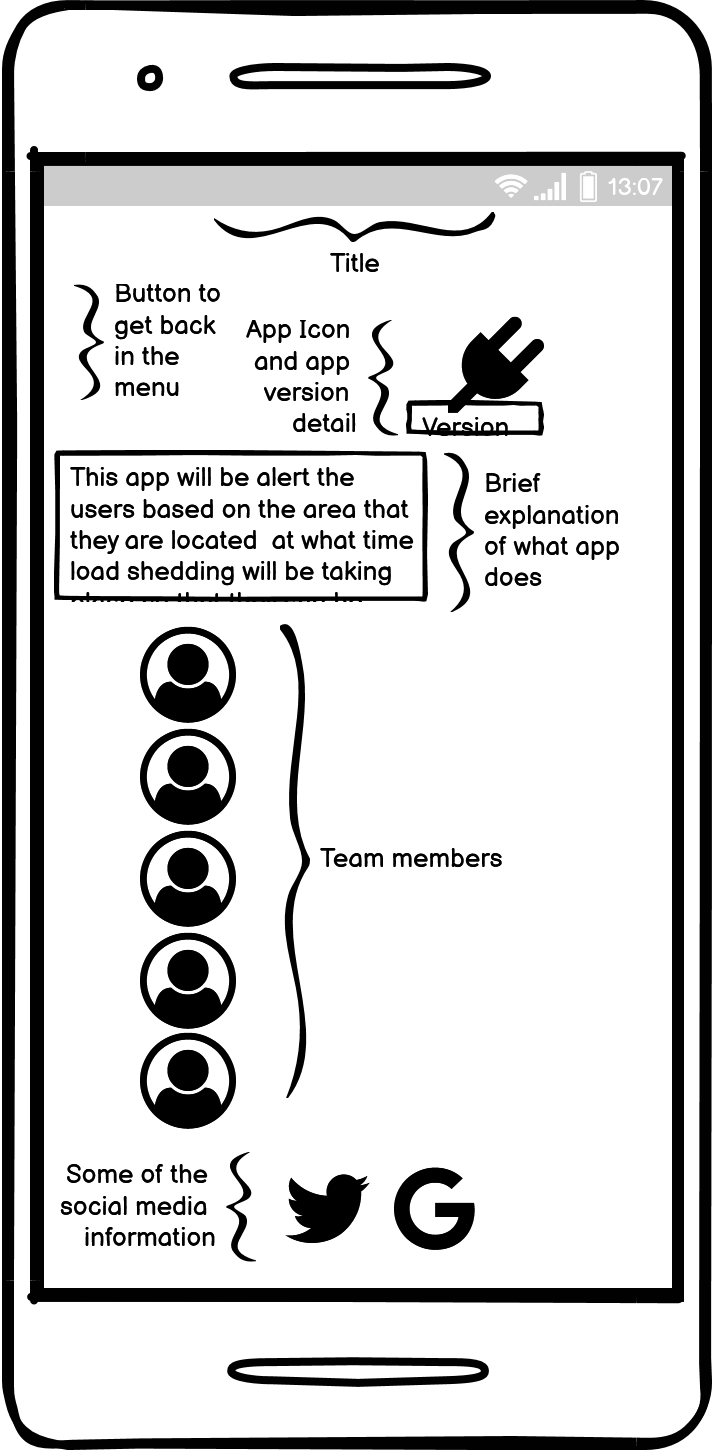 13:07
Title
Button to
get back
in the
menu
App Icon
and app
version
detail
Version
This app will be alert the
users based on the area that
they are located at what time
load shedding will be taking
Brief
explanation
of what app
does
Team members
Some of the
social media
information